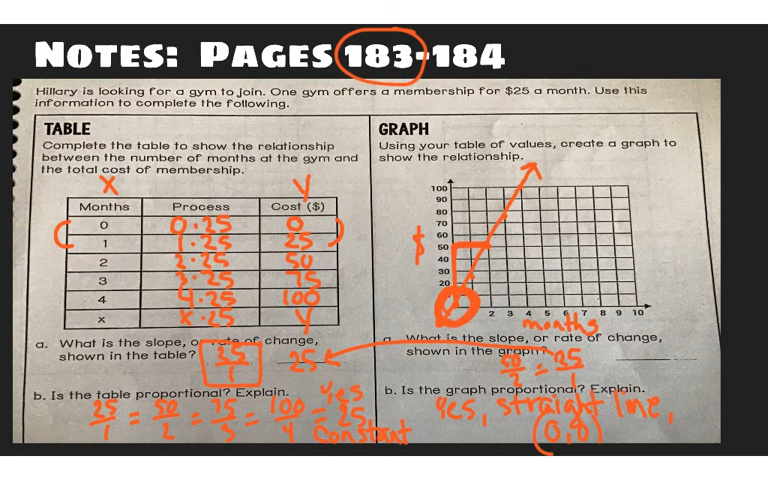 NOTES: PAGES 183-184
Hillary is looking for a gym to join. One gym offers a membership for $25 a month. Use this
information to complete the following.
TABLE
Complete the table to show the relationship
between the number of months at the gym and
the total cost of membership.
X Y
Months Process Cost ($)
0 0·25 0
1 1·25 25
2 2·25 50
3 3·25 75
4 4·25 100
x x·25 y
a. What is the slope, or rate of change,
shown in the table? 25/1 25
b. Is the table proportional? Explain. Yes
25/1 = 50/2 = 75/3 = 100/4 = 25
constant
GRAPH
Using your table of values, create a graph to
show the relationship.
100
90
80
70
60
$ 50
40
30
20
2 3 4 5 6 7 8 9 10
months
a. What is the slope, or rate of change,
shown in the graph?
50/2 = 25/1
b. Is the graph proportional? Explain.
Yes, straight line,
(0,0)